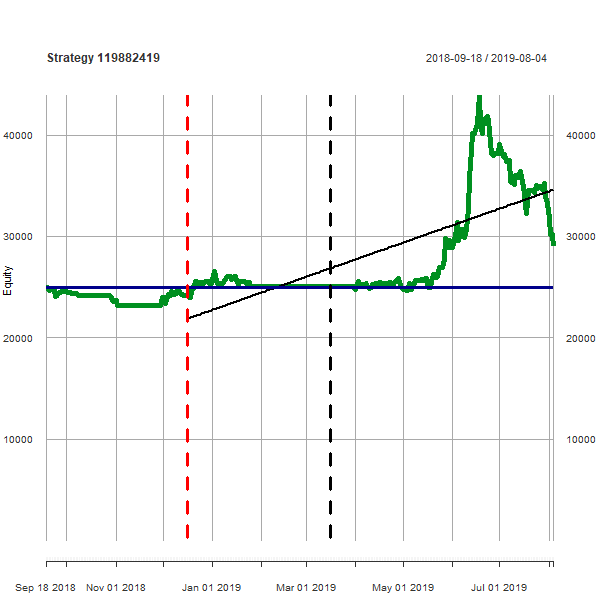 Strategy 119882419 2018-09-18 / 2019-08-04
40000 40000
30000 30000
Equity
20000 20000
10000 10000
Sep 18 2018 Nov 01 2018 Jan 01 2019 Mar 01 2019 May 01 2019 Jul 01 2019